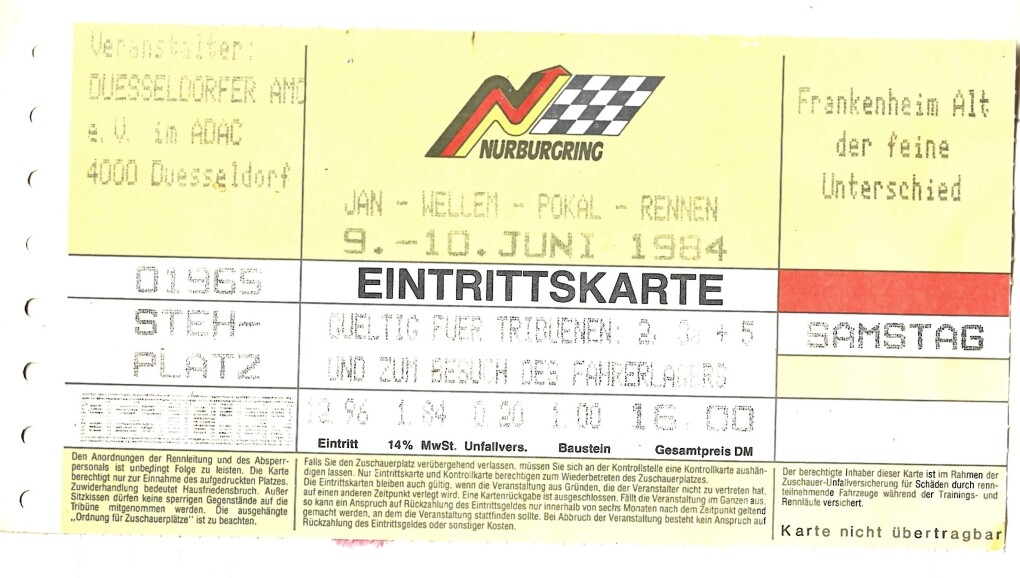 Veranstalter:
DUESSELDORFER AMC
e.V. im ADAC
4000 Duesseldorf
NÜRBURGRING
JAN - WELLEM - POKAL - RENNEN
9.-10.JUNI 1984
Frankenheim Alt
der feine
Unterschied
01965
EINTRITTSKARTE
STEH-
PLATZ
GUELTIG FUER TRIBUENEN: 2, 3, + 5
UND ZUM BESUCH DES FAHRERLAGERS
SAMSTAG
12.96 1.84 0.20 1.00 16.00
Eintritt 14% MwSt. Unfallvers. Baustein Gesamtpreis DM
Den Anordnungen der Rennleitung und des Absperr-
personals ist unbedingt Folge zu leisten. Die Karte
berechtigt nur zur Einnahme des aufgedruckten Platzes.
Zuwiderhandlung bedeutet Hausfriedensbruch. Außer
Sitzkissen dürfen keine sperrigen Gegenstände auf die
Tribüne mitgenommen werden. Die ausgehängte
„Ordnung für Zuschauerplätze" ist zu beachten.
Falls Sie den Zuschauerplatz verübergehend verlassen, müssen Sie sich an der Kontrollstelle eine Kontrollkarte aushän-
digen lassen. Nur Eintrittskarte und Kontrollkarte berechtigen zum Wiederbetreten des Zuschauerplatzes.
Die Eintrittskarten bleiben auch gültig, wenn die Veranstaltung aus Gründen, die der Veranstalter nicht zu vertreten hat,
auf einen anderen Zeitpunkt verlegt wird. Eine Kartenrückgabe ist ausgeschlossen. Fällt die Veranstaltung im Ganzen aus,
so kann ein Anspruch auf Rückzahlung des Eintrittsgeldes nur innerhalb von sechs Monaten nach dem Zeitpunkt geltend
gemacht werden, an dem die Veranstaltung stattfinden sollte. Bei Abbruch der Veranstaltung besteht kein Anspruch auf
Rückzahlung des Eintrittsgeldes oder sonstiger Kosten.
Der berechtigte Inhaber dieser Karte ist im Rahmen der
Zuschauer-Unfallversicherung für Schäden durch renn-
teilnehmende Fahrzeuge während der Trainings- und
Rennläufe versichert.
Karte nicht übertragbar